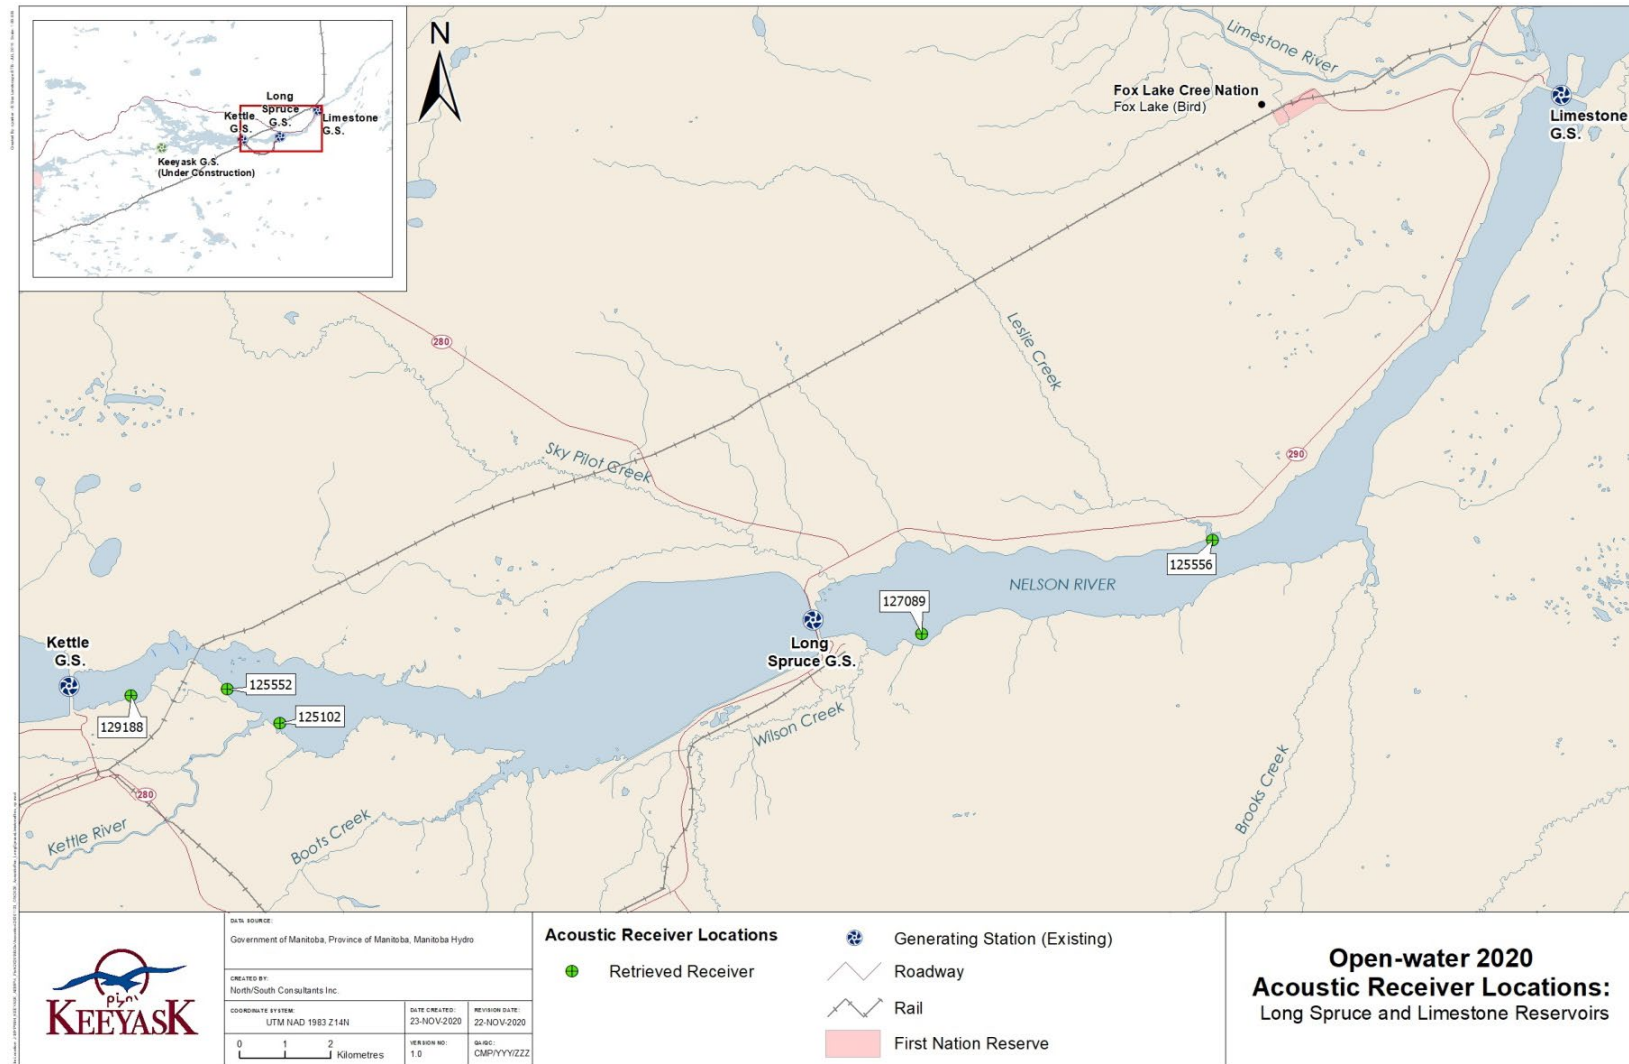 Long
Spruce
G.S.
Kettle
G.S.
Limestone
G.S.
Keeyask G.S.
(Under Construction)
N
Limestone River
Fox Lake Cree Nation
Fox Lake (Bird)
Limestone
G.S.
280
Leslie Creek
Sky Pilot Creek
290
125556
NELSON RIVER
127089
Kettle
G.S.
Long
Spruce G.S.
125552
125102
129188
Wilson Creek
280
Kettle River
Boots Creek
Brooks Creek
KEEYASK
DATA SOURCE:
Government of Manitoba, Province of Manitoba, Manitoba Hydro
CREATED BY:
North/South Consultants Inc.
COORDINATE SYSTEM:
UTM NAD 1983 Z14N
DATE CREATED:
23-NOV-2020
REVISION DATE:
22-NOV-2020
0 1 2 Kilometres
VERSION NO:
1.0
QA/QC:
CMP/YYY/ZZZ
Acoustic Receiver Locations
Retrieved Receiver
Generating Station (Existing)
Roadway
Rail
First Nation Reserve
Open-water 2020
Acoustic Receiver Locations:
Long Spruce and Limestone Reservoirs